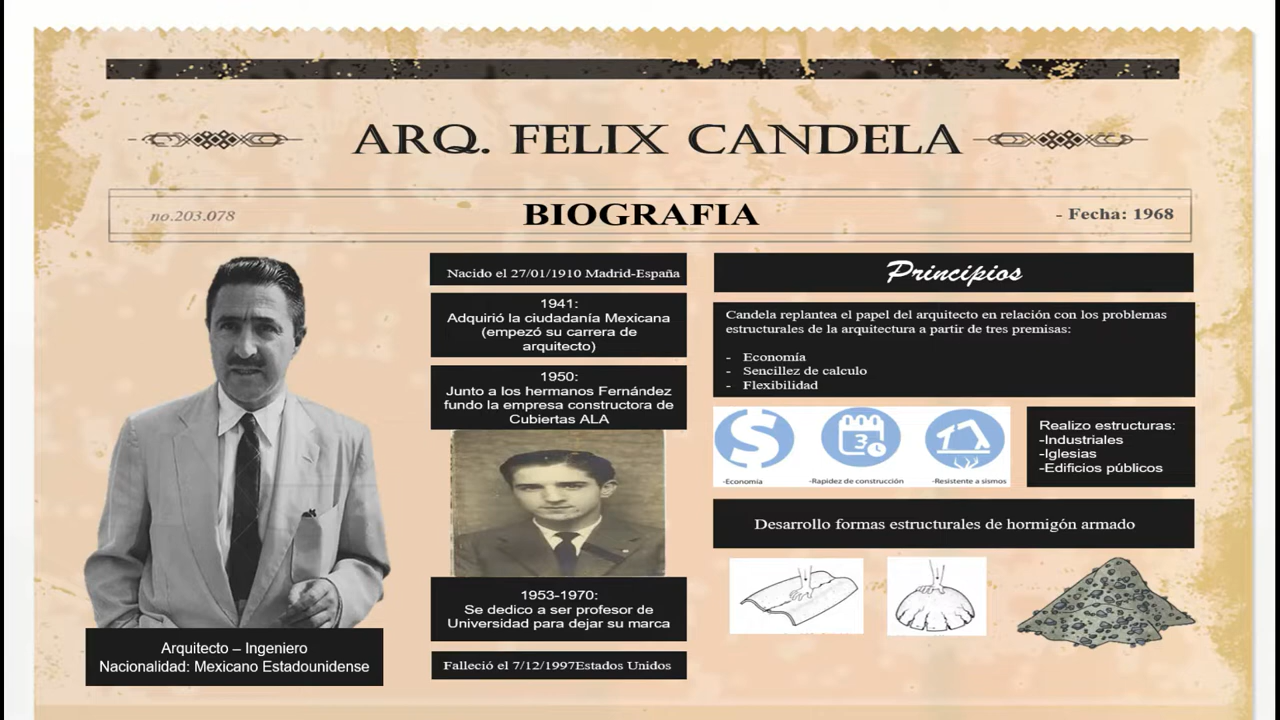 ARQ. FELIX CANDELA
no.203.078
BIOGRAFIA
- Fecha: 1968
Arquitecto – Ingeniero
Nacionalidad: Mexicano Estadounidense
Nacido el 27/01/1910 Madrid-España
1941:
Adquirió la ciudadanía Mexicana
(empezó su carrera de
arquitecto)
1950:
Junto a los hermanos Fernández
fundo la empresa constructora de
Cubiertas ALA
1953-1970:
Se dedico a ser profesor de
Universidad para dejar su marca
Falleció el 7/12/1997Estados Unidos
Principios
Candela replantea el papel del arquitecto en relación con los problemas
estructurales de la arquitectura a partir de tres premisas:
- Economía
- Sencillez de calculo
- Flexibilidad
3
-Economía
-Rapidez de construcción
-Resistente a sismos
Realizo estructuras:
-Industriales
-Iglesias
-Edificios públicos
Desarrollo formas estructurales de hormigón armado